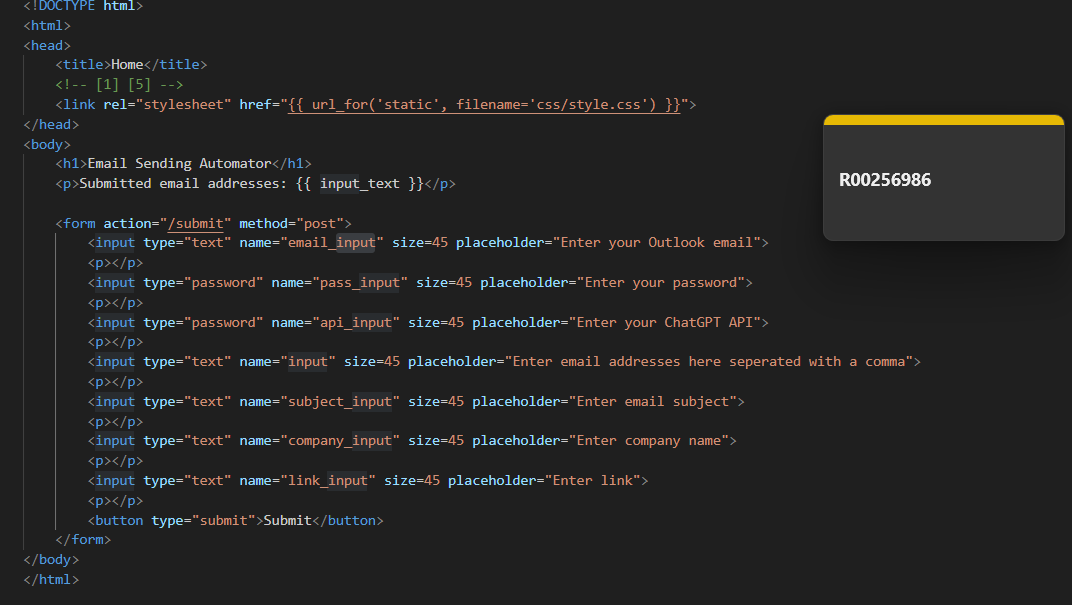 <!DOCTYPE html>
<html>
<head>
<title>Home</title>
<!-- [1] [5] -->
<link rel="stylesheet" href="{{ url_for('static', filename='css/style.css') }}">
</head>
<body>
<h1>Email Sending Automator</h1>
R00256986
<p>Submitted email addresses: {{ input_text }}</p>
<form action="/submit" method="post">
<input type="text" name="email_input" size=45 placeholder="Enter your Outlook email">
<p></p>
<input type="password" name="pass_input" size=45 placeholder="Enter your password">
<p></p>
<input type="password" name="api_input" size=45 placeholder="Enter your ChatGPT API">
<p></p>
<input type="text" name="input" size=45 placeholder="Enter email addresses here seperated with a comma">
<p></p>
<input type="text" name="subject_input" size=45 placeholder="Enter email subject">
<p></p>
<input type="text" name="company_input" size=45 placeholder="Enter company name">
<p></p>
<input type="text" name="link_input" size=45 placeholder="Enter link">
<p></p>
<button type="submit">Submit</button>
</form>
</body>
</html>